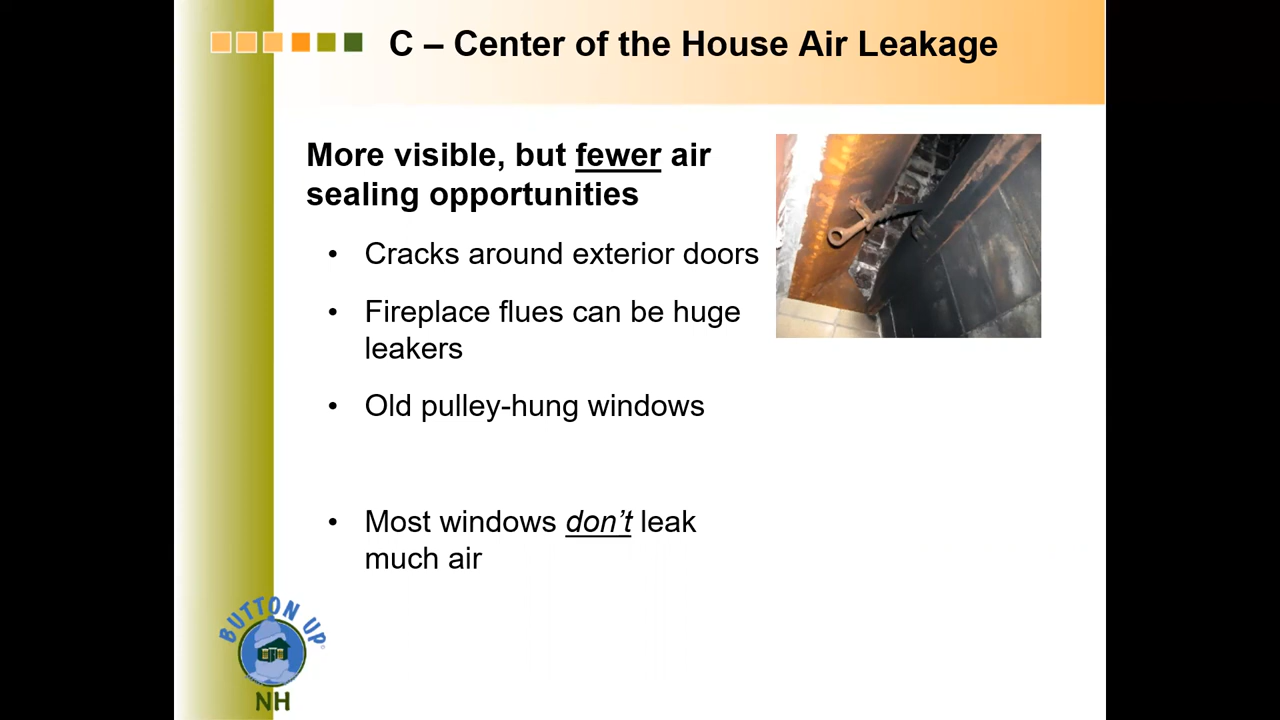 C – Center of the House Air Leakage
More visible, but fewer air
sealing opportunities
• Cracks around exterior doors
• Fireplace flues can be huge
leakers
• Old pulley-hung windows
• Most windows don't leak
much air
BUTTON UP
NH